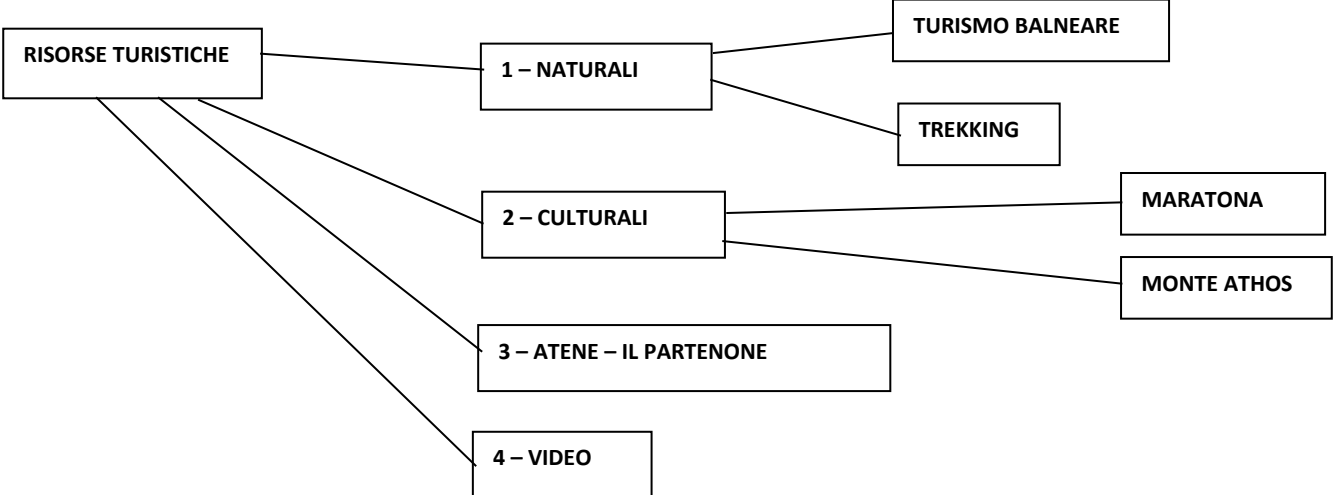 RISORSE TURISTICHE
1 – NATURALI
TURISMO BALNEARE
TREKKING
2 – CULTURALI
MARATONA
MONTE ATHOS
3 – ATENE – IL PARTENONE
4 – VIDEO